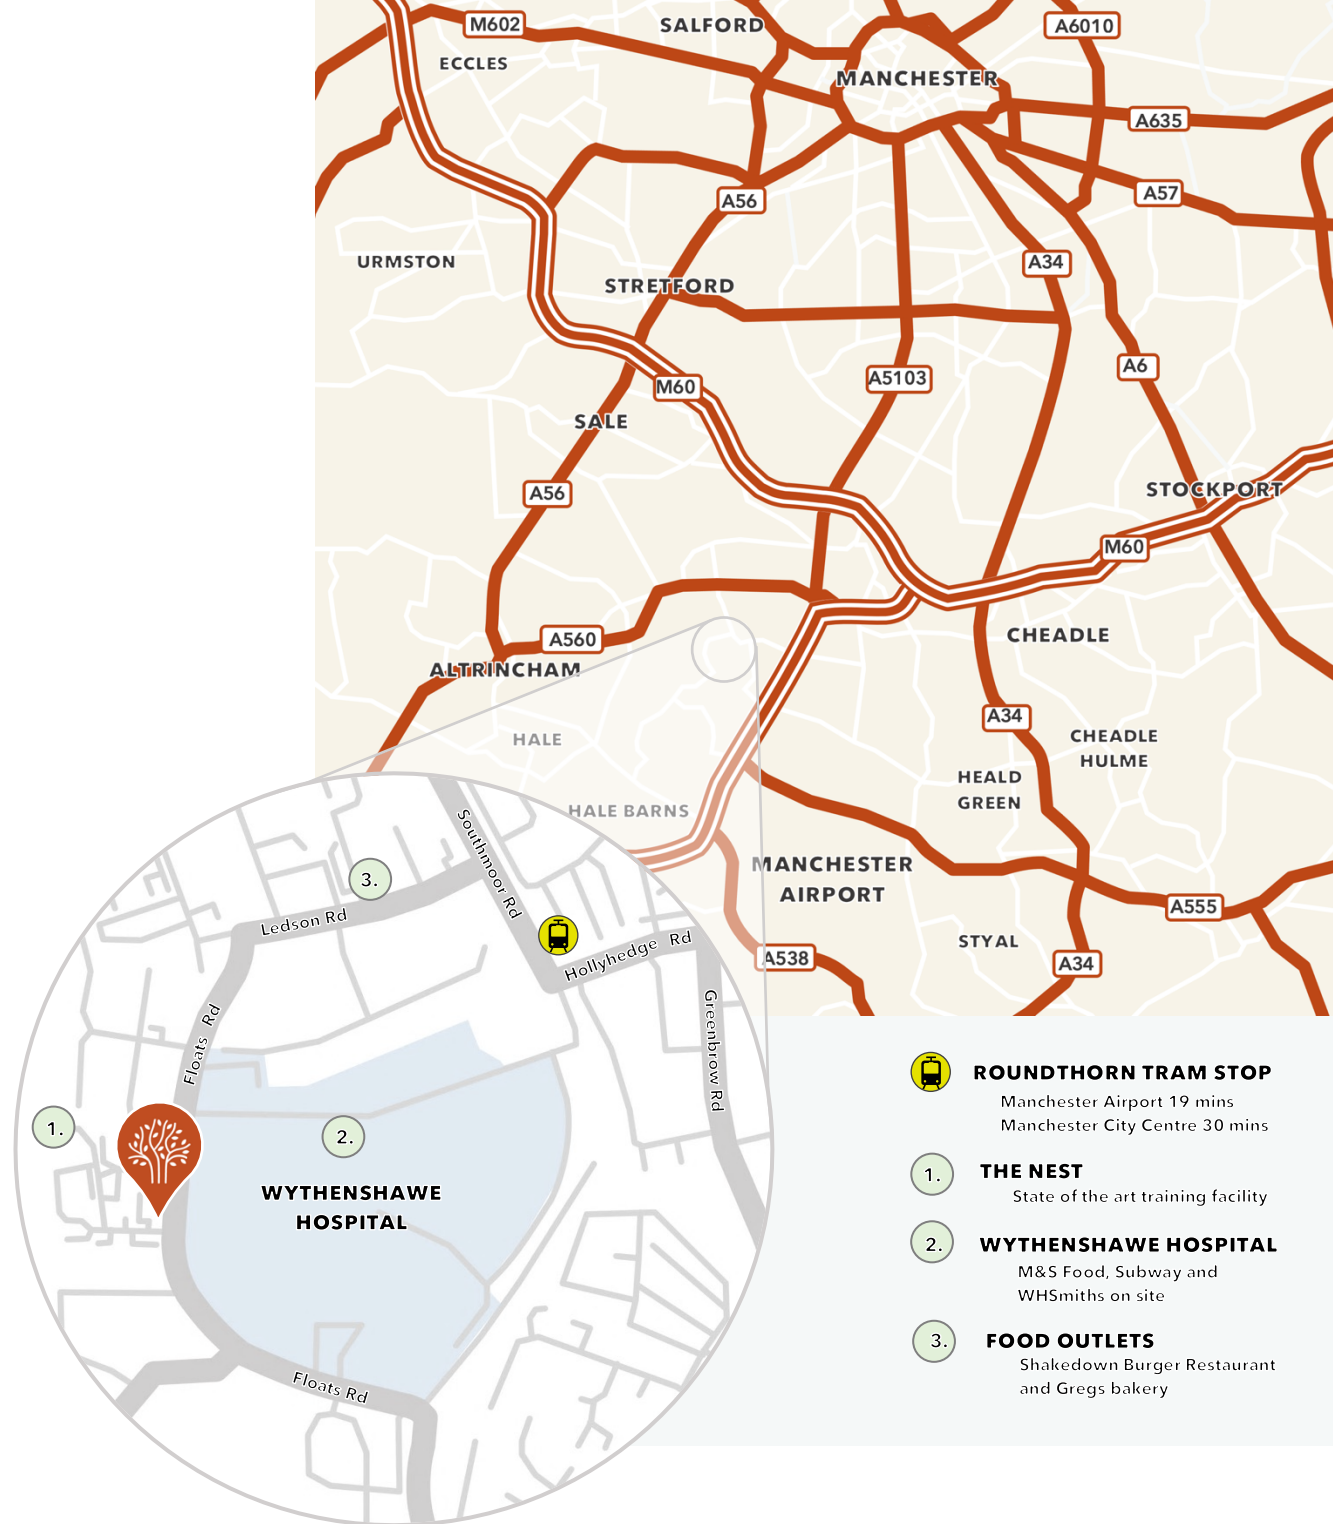 M602
SALFORD
A6010
ECCLES
MANCHESTER
A635
A57
A56
URMSTON
A34
STRETFORD
A6
A5103
M60
SALE
STOCKPORT
A56
M60
CHEADLE
A560
ALTRINCHAM
A34
HALE
CHEADLE
HULME
HEALD
GREEN
HALE BARNS
MANCHESTER
AIRPORT
A555
STYAL
A538
A34
Southmoor Rd
3.
Ledson Rd
Hollyhedge Rd
Greenbrow Rd
Floats Rd
1.
2.
WYTHENSHAWE
HOSPITAL
Floats Rd
ROUNDTHORN TRAM STOP
Manchester Airport 19 mins
Manchester City Centre 30 mins
1.
THE NEST
State of the art training facility
2.
WYTHENSHAWE HOSPITAL
M&S Food, Subway and
WHSmiths on site
3.
FOOD OUTLETS
Shakedown Burger Restaurant
and Gregs bakery